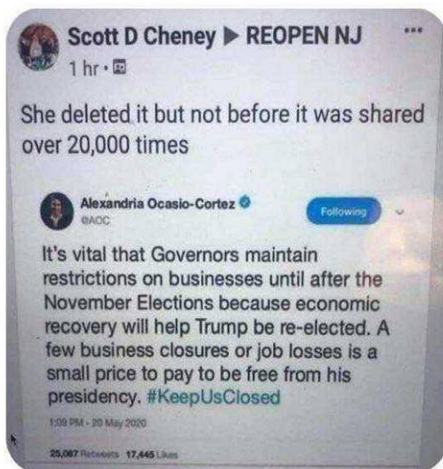 Scott D Cheney ▶ REOPEN NJ
1 hr •
She deleted it but not before it was shared
over 20,000 times
Alexandria Ocasio-Cortez
@AOC
Following
It's vital that Governors maintain
restrictions on businesses until after the
November Elections because economic
recovery will help Trump be re-elected. A
few business closures or job losses is a
small price to pay to be free from his
presidency. #KeepUsClosed
1:09 PM - 20 May 2020
25,067 Retweets 17,445 Likes